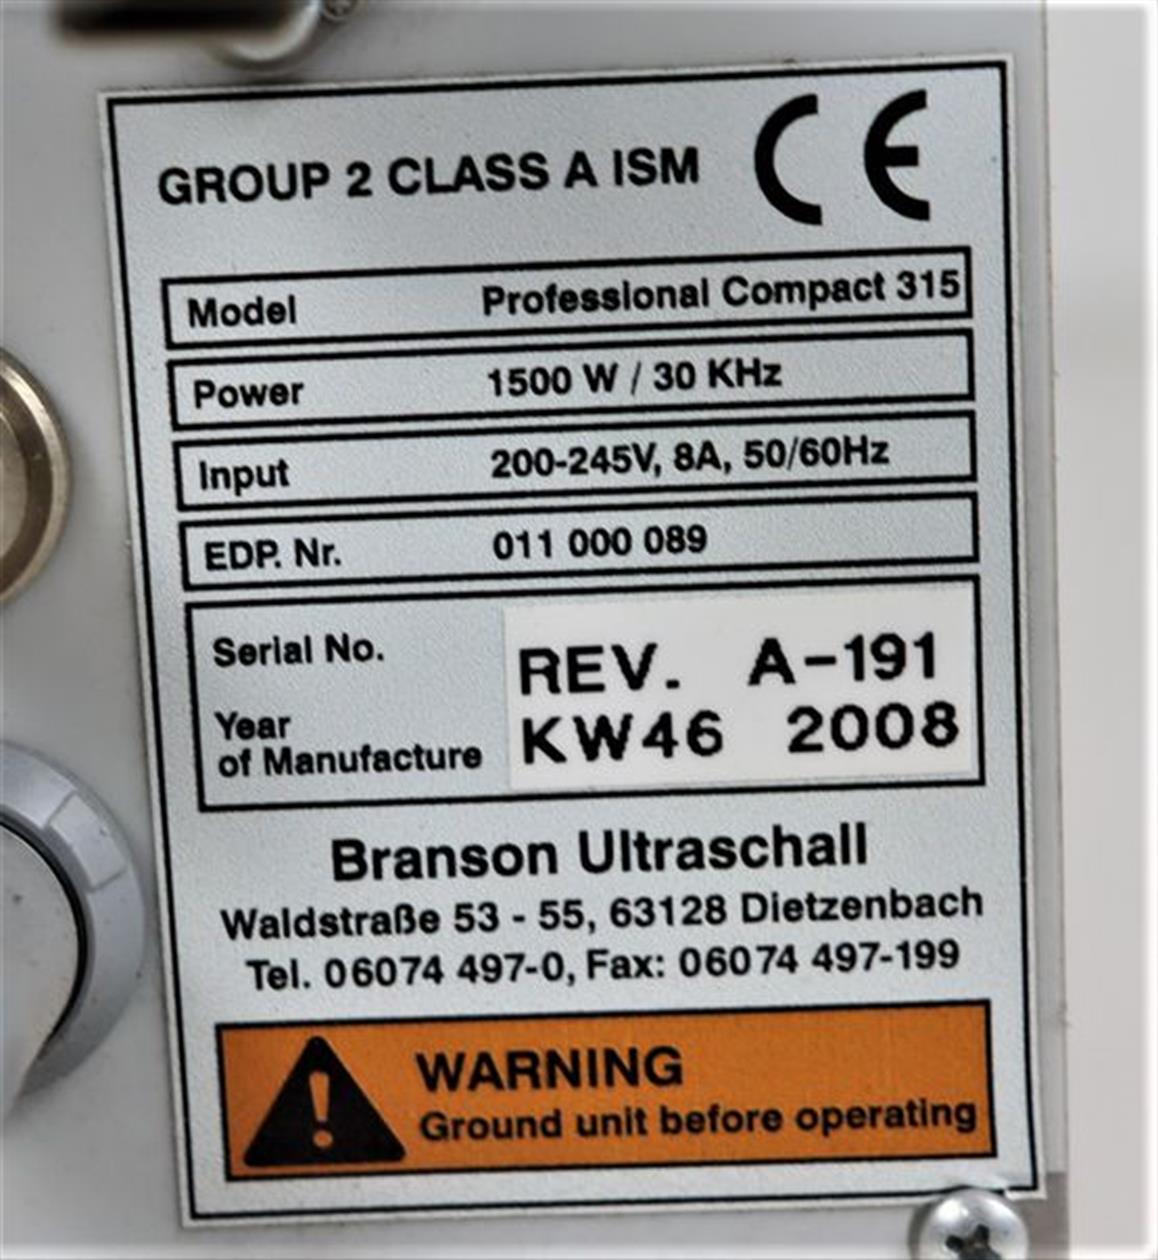 GROUP 2 CLASS A ISM CE
Model Professional Compact 315
Power 1500 W / 30 KHz
Input 200-245V, 8A, 50/60Hz
EDP. Nr. 011 000 089
Serial No. REV. A-191
Year
of Manufacture KW46 2008
Branson Ultraschall
Waldstraße 53 - 55, 63128 Dietzenbach
Tel. 06074 497-0, Fax: 06074 497-199
WARNING
Ground unit before operating